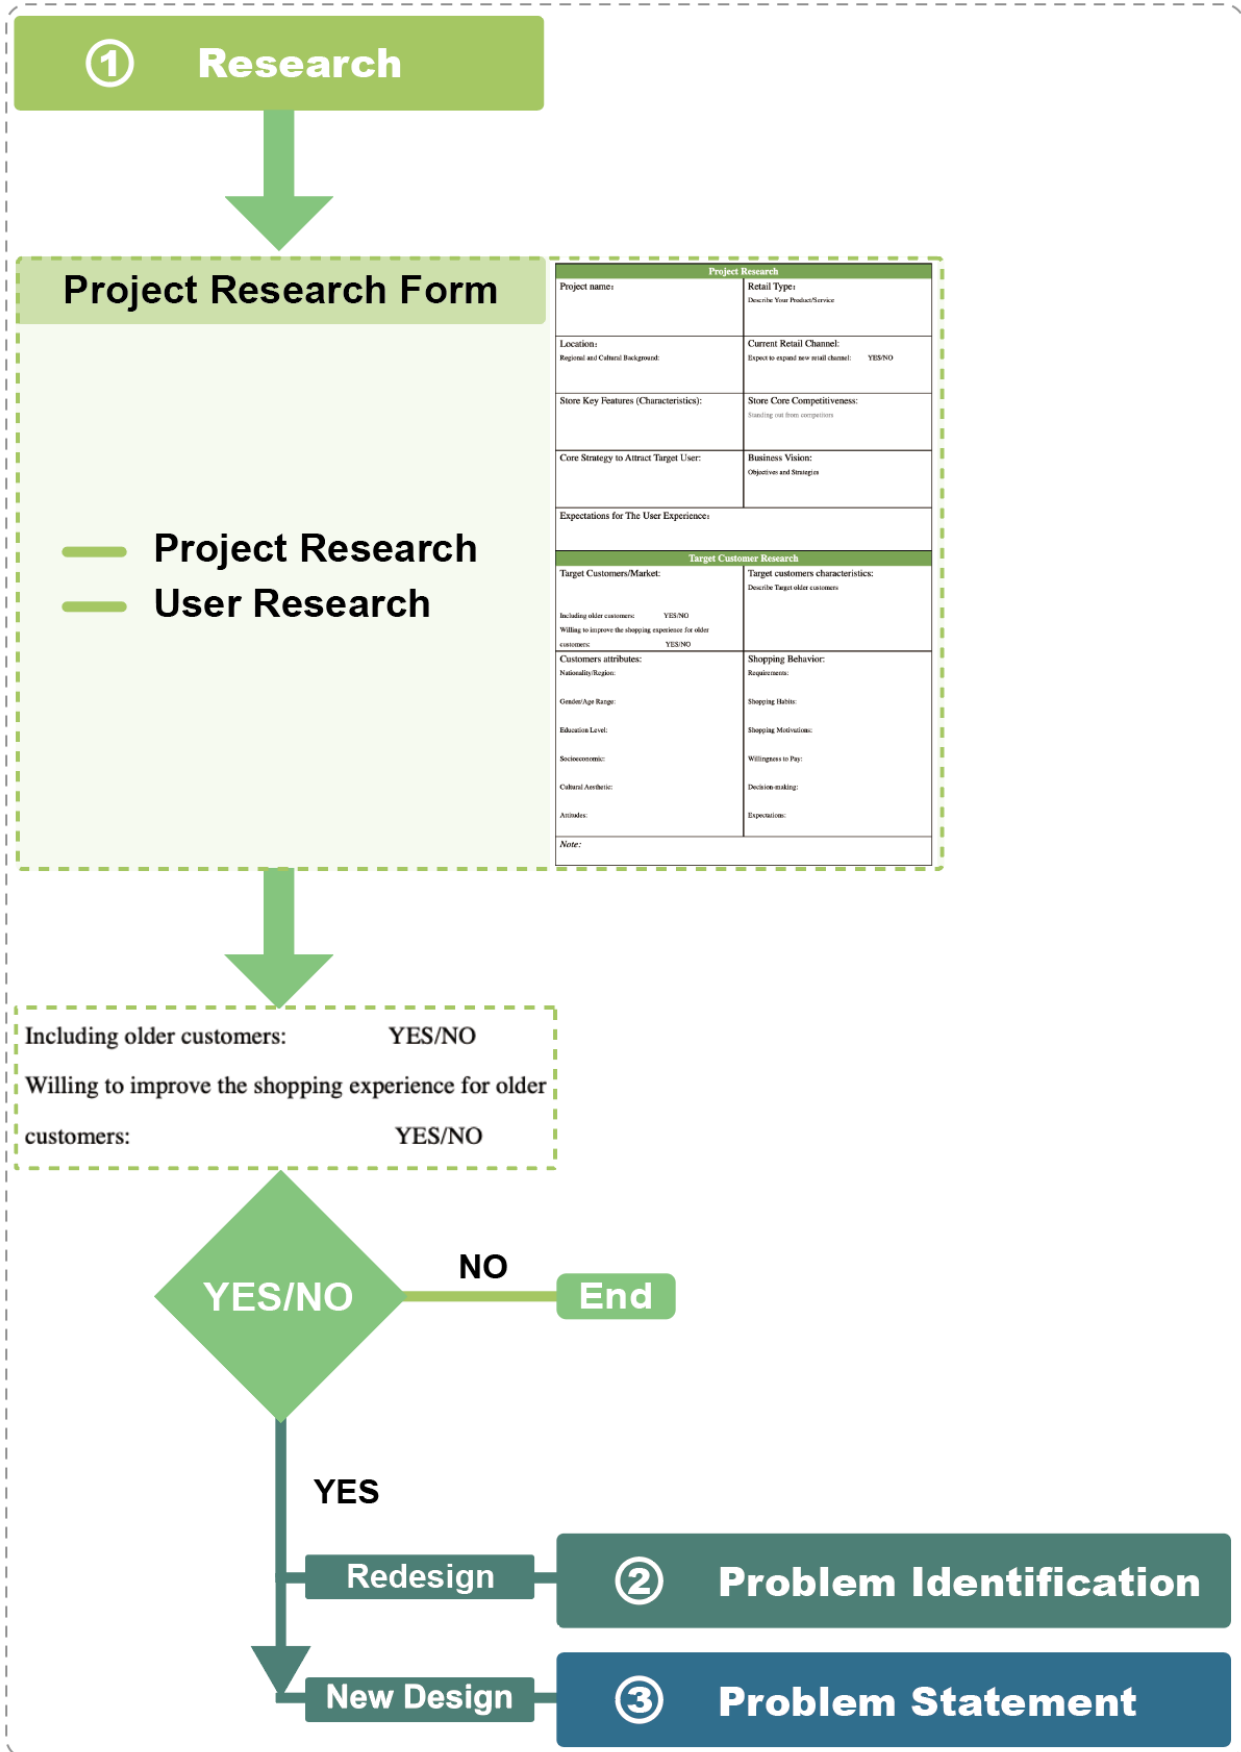 ① Research
Project Research Form
Project Research
User Research
Project Research
Project name:
Retail Type:
Describe Your Product/Service
Location:
Regional and Cultural Background:
Current Retail Channel:
Expect to expand new retail channel: YES/NO
Store Key Features (Characteristics):
Store Core Competitiveness:
Standing out from competitors
Core Strategy to Attract Target User:
Business Vision:
Objectives and Strategies
Expectations for The User Experience:
Target Customer Research
Target Customers/Market:
Including older customers: YES/NO
Willing to improve the shopping experience for older
customers: YES/NO
Target customers characteristics:
Describe Target older customers
Customers attributes:
Nationality/Region:
Gender/Age Range:
Education Level:
Socioeconomic:
Cultural Aesthetic:
Attitudes:
Shopping Behavior:
Requirements:
Shopping Habits:
Shopping Motivations:
Willingness to Pay:
Decision-making:
Expectations:
Note:
Including older customers: YES/NO
Willing to improve the shopping experience for older
customers: YES/NO
YES/NO
NO
End
YES
Redesign
② Problem Identification
New Design
③ Problem Statement